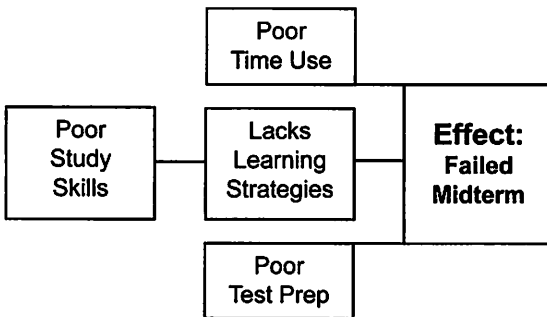 Poor
Time Use
Poor
Study
Skills
Lacks
Learning
Strategies
Effect:
Failed
Midterm
Poor
Test Prep